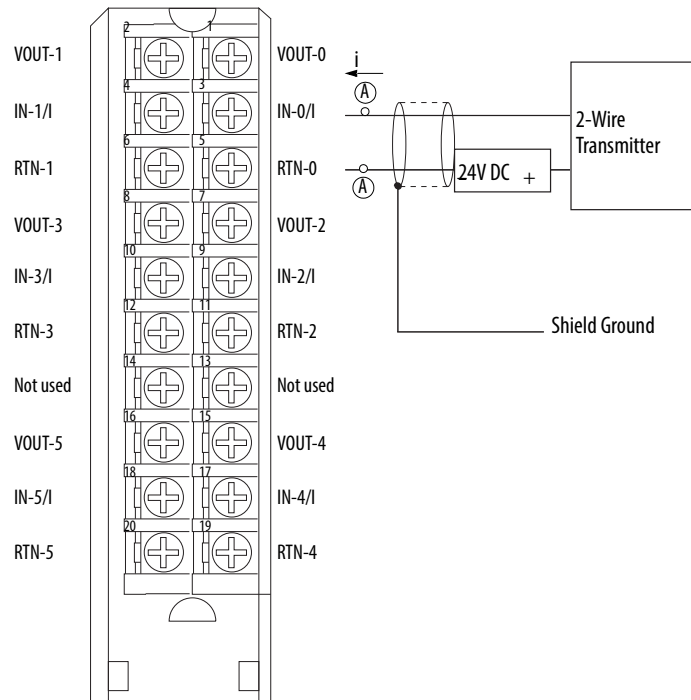 2 1
VOUT-1 VOUT-0
i
A
4 3
IN-1/I IN-0/I
2-Wire
Transmitter
6 5
RTN-1 RTN-0
24V DC +
A
8 7
VOUT-3 VOUT-2
10 9
IN-3/I IN-2/I
12 11
RTN-3 RTN-2
Shield Ground
14 13
Not used Not used
16 15
VOUT-5 VOUT-4
18 17
IN-5/I IN-4/I
20 19
RTN-5 RTN-4